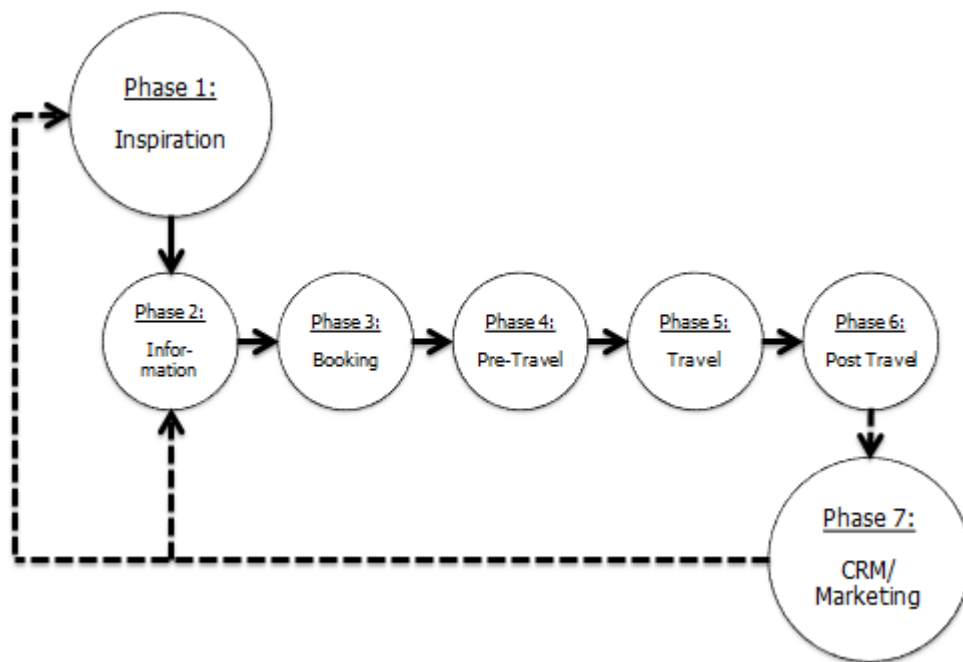 Phase 1:
Inspiration
Phase 2:
Infor-
mation
Phase 3:
Booking
Phase 4:
Pre-Travel
Phase 5:
Travel
Phase 6:
Post Travel
Phase 7:
CRM/
Marketing